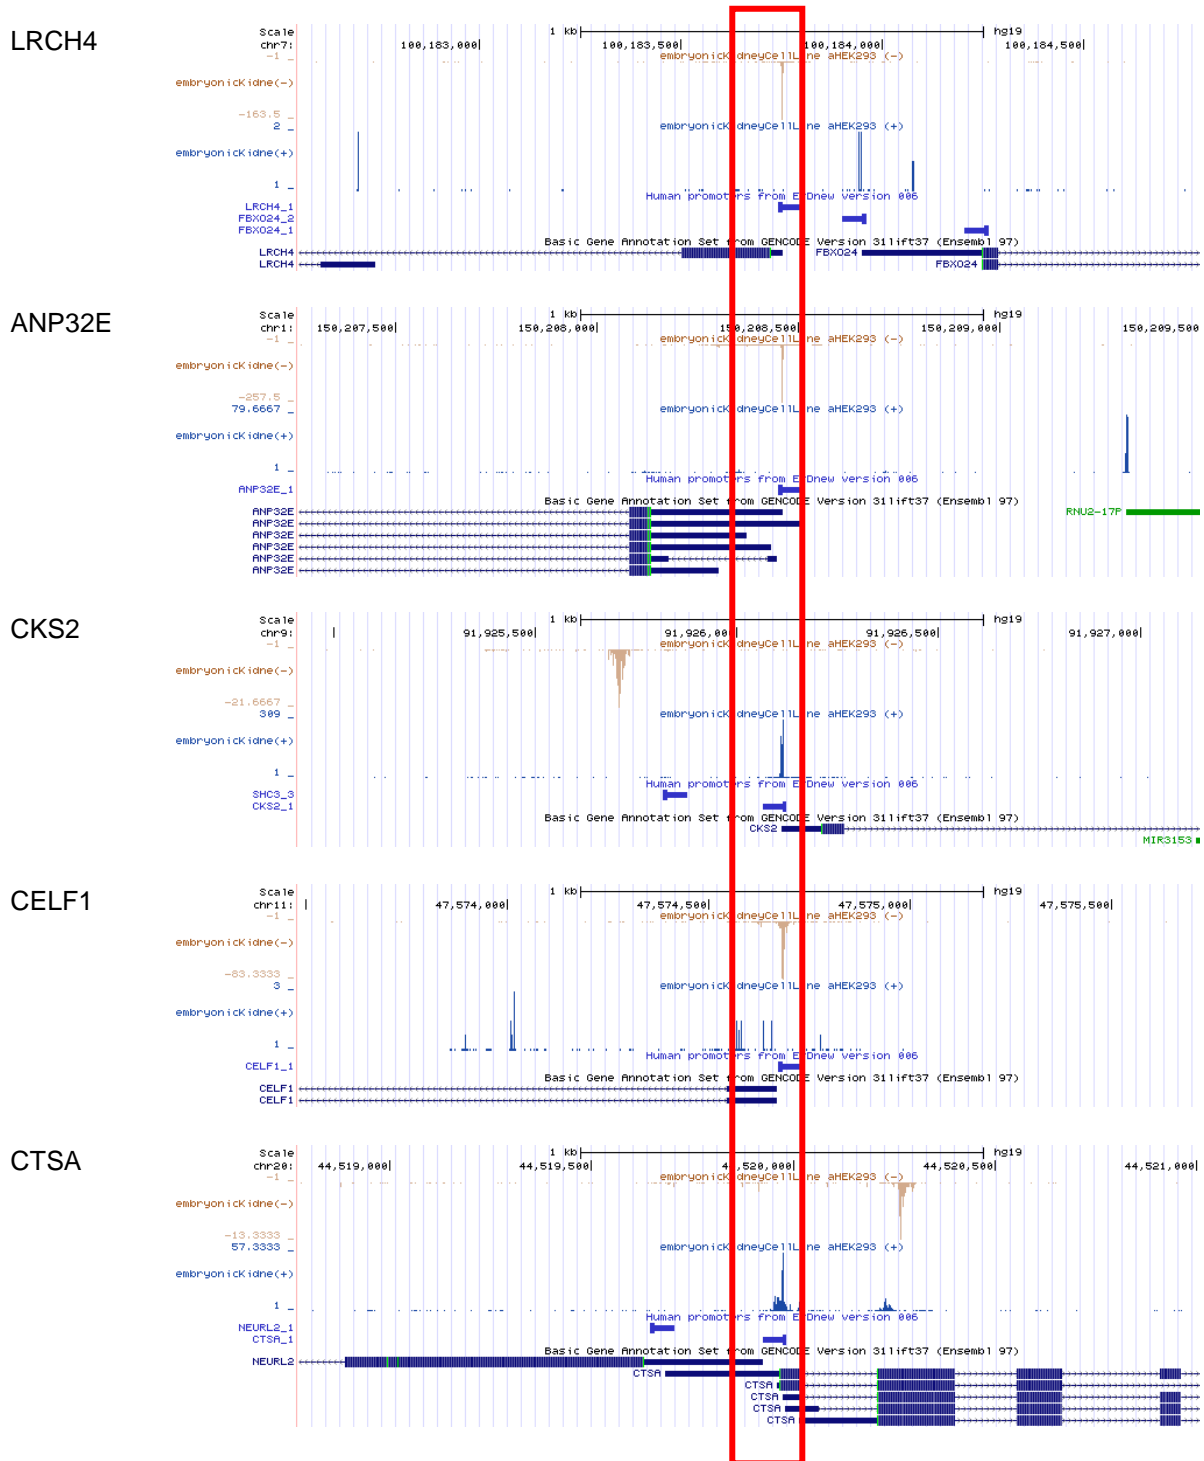 LRCH4
Scale 1 kb hg19
chr7: 100,183,000 100,183,500 100,184,000 100,184,500
embryonicKidneyCellLine aHEK293 (-)
-1 _
embryonicKidne(-)
-163.5 _
embryonicKidneyCellLine aHEK293 (+)
2 _
embryonicKidne(+)
1 _
Human promoters from EPDnew version 006
LRCH4_1
FBXO24_2
FBXO24_1
Basic Gene Annotation Set from GENCODE Version 31lift37 (Ensembl 97)
LRCH4 FBXO24
LRCH4 FBXO24
ANP32E
Scale 1 kb hg19
chr1: 150,207,500 150,208,000 150,208,500 150,209,000 150,209,500
embryonicKidneyCellLine aHEK293 (-)
-1 _
embryonicKidne(-)
-257.5 _
embryonicKidneyCellLine aHEK293 (+)
79.6667 _
embryonicKidne(+)
1 _
Human promoters from EPDnew version 006
ANP32E_1
Basic Gene Annotation Set from GENCODE Version 31lift37 (Ensembl 97)
ANP32E RNU2-17P
ANP32E
ANP32E
ANP32E
ANP32E
ANP32E
CKS2
Scale 1 kb hg19
chr9: 91,925,500 91,926,000 91,926,500 91,927,000
embryonicKidneyCellLine aHEK293 (-)
-1 _
embryonicKidne(-)
-21.6667 _
embryonicKidneyCellLine aHEK293 (+)
309 _
embryonicKidne(+)
1 _
Human promoters from EPDnew version 006
SHC3_3
CKS2_1
Basic Gene Annotation Set from GENCODE Version 31lift37 (Ensembl 97)
CKS2
MIR3153
CELF1
Scale 1 kb hg19
chr11: 47,574,000 47,574,500 47,575,000 47,575,500
embryonicKidneyCellLine aHEK293 (-)
-1 _
embryonicKidne(-)
-83.3333 _
embryonicKidneyCellLine aHEK293 (+)
3 _
embryonicKidne(+)
1 _
Human promoters from EPDnew version 006
CELF1_1
Basic Gene Annotation Set from GENCODE Version 31lift37 (Ensembl 97)
CELF1
CELF1
CTSA
Scale 1 kb hg19
chr20: 44,519,000 44,519,500 44,520,000 44,520,500 44,521,000
embryonicKidneyCellLine aHEK293 (-)
-1 _
embryonicKidne(-)
-13.3333 _
embryonicKidneyCellLine aHEK293 (+)
57.3333 _
embryonicKidne(+)
1 _
Human promoters from EPDnew version 006
NEURL2_1
CTSA_1
Basic Gene Annotation Set from GENCODE Version 31lift37 (Ensembl 97)
NEURL2
CTSA
CTSA
CTSA
CTSA
CTSA